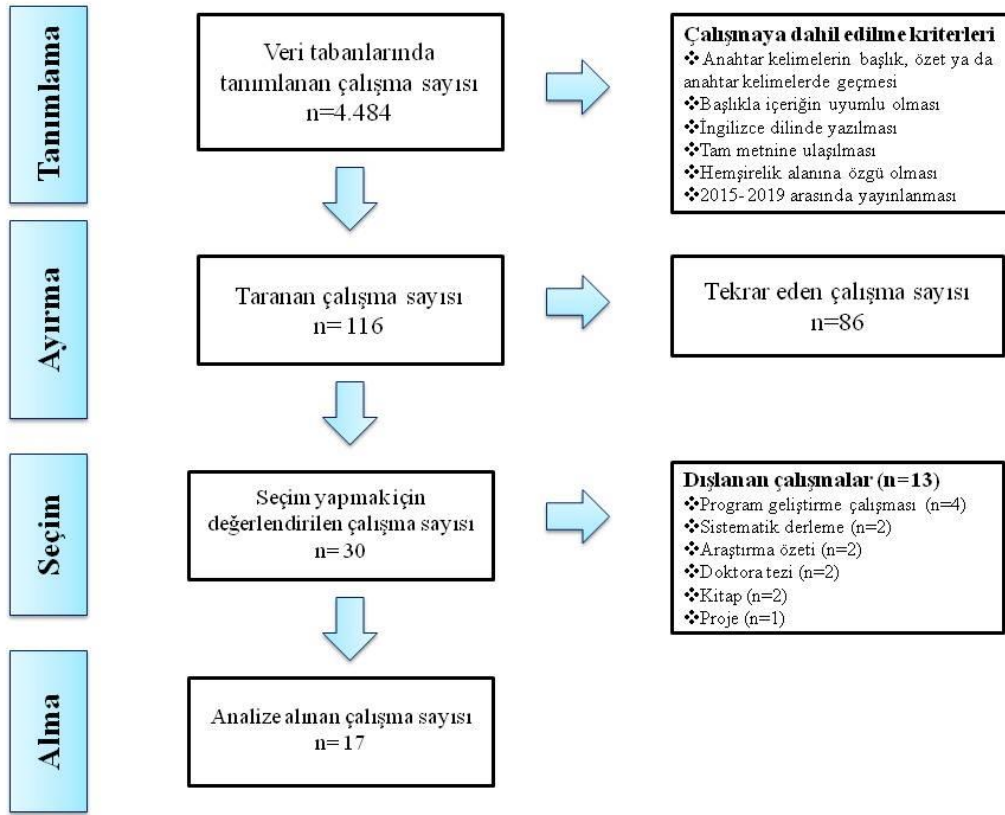 Tanımlama
Veri tabanlarında
tanımlanan çalışma sayısı
n=4.484
Çalışmaya dahil edilme kriterleri
❖Anahtar kelimelerin başlık, özet ya da
anahtar kelimelerde geçmesi
❖Başlıkla içeriğin uyumlu olması
❖İngilizce dilinde yazılması
❖Tam metnine ulaşılması
❖Hemşirelik alanına özgü olması
❖2015-2019 arasında yayınlanması
Ayırma
Taranan çalışma sayısı
n=116
Tekrar eden çalışma sayısı
n=86
Seçim
Seçim yapmak için
değerlendirilen çalışma sayısı
n=30
Dışlanan çalışmalar (n=13)
❖Program geliştirme çalışması (n=4)
❖Sistematik derleme (n=2)
❖Araştırma özeti (n=2)
❖Doktora tezi (n=2)
❖Kitap (n=2)
❖Proje (n=1)
Alma
Analize alınan çalışma sayısı
n=17